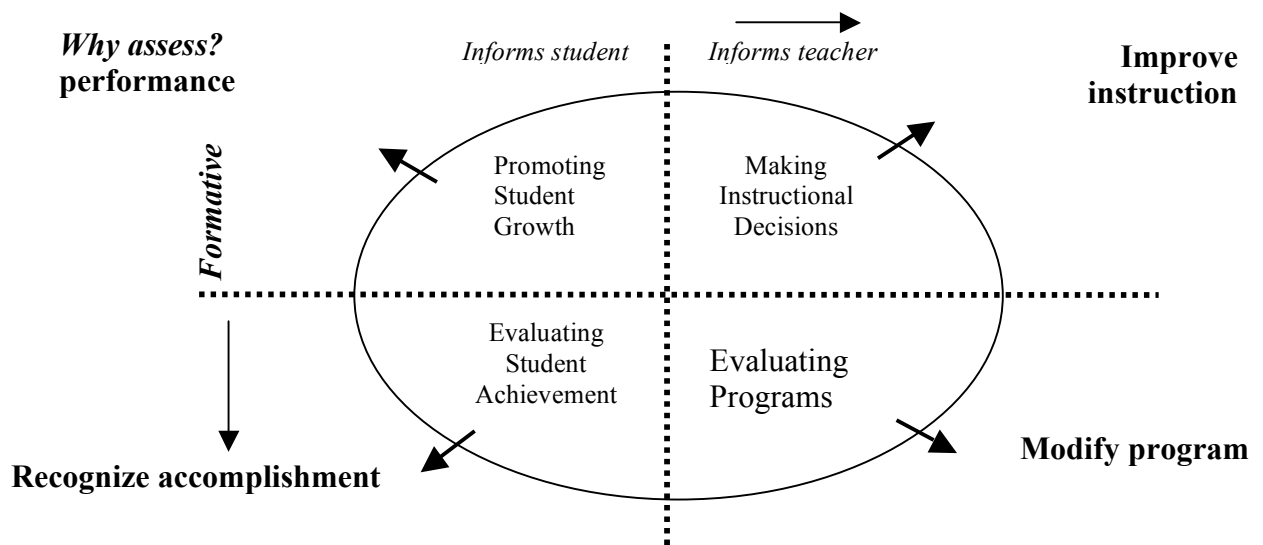 Why assess?
performance
Informs student
Informs teacher
Improve
instruction
Formative
Promoting
Student
Growth
Making
Instructional
Decisions
Evaluating
Student
Achievement
Evaluating
Programs
Recognize accomplishment
Modify program